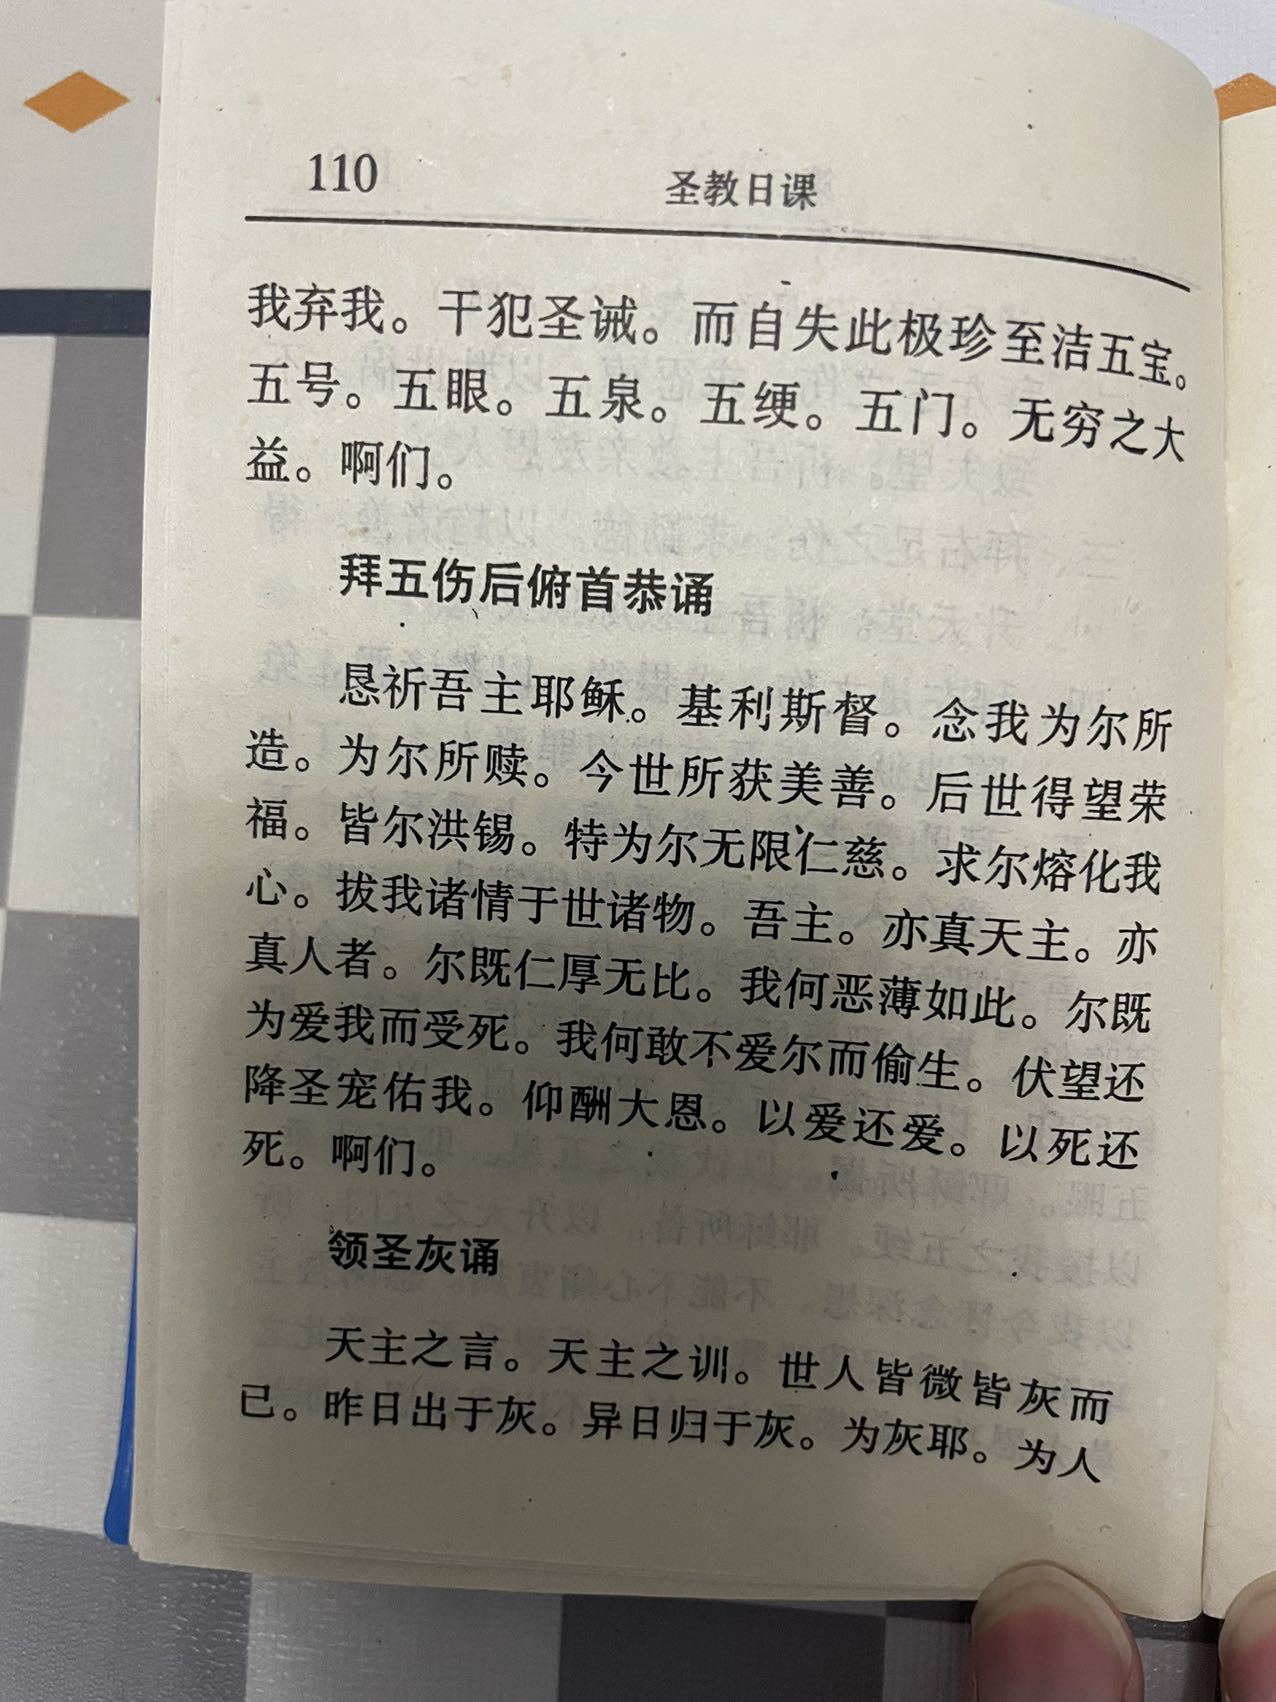 110
圣教日课
我弃我。干犯圣诫。而自失此极珍至洁五宝。
五号。五眼。五泉。五绠。五门。无穷之大
益。啊们。
拜五伤后俯首恭诵
恳祈吾主耶稣。基利斯督。念我为尔所
造。为尔所赎。今世所获美善。后世得望荣
福。皆尔洪锡。特为尔无限仁慈。求尔熔化我
心。拔我诸情于世诸物。吾主。亦真天主。亦
真人者。尔既仁厚无比。我何恶薄如此。尔既
为爱我而受死。我何敢不爱尔而偷生。伏望还
降圣宠佑我。仰酬大恩。以爱还爱。以死还
死。啊们。
领圣灰诵
天主之言。天主之训。世人皆微皆灰而
已。昨日出于灰。异日归于灰。为灰耶。为人